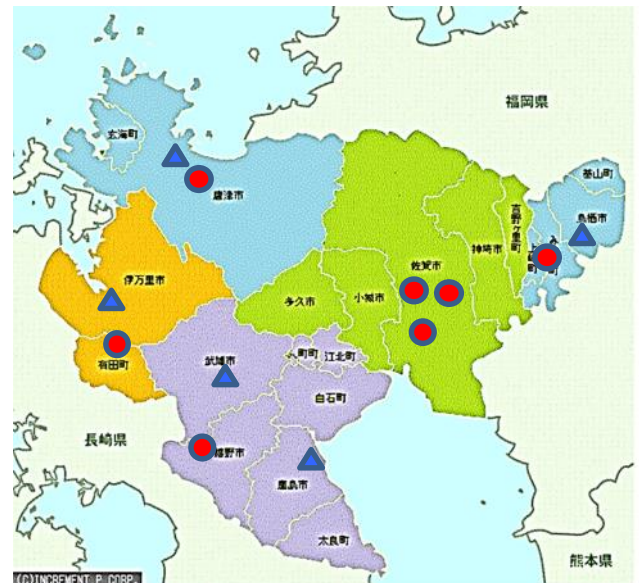 福岡県
玄海町
基山町
鳥栖市
唐津市
吉野ヶ里町
神埼市
佐賀市
伊万里市
多久市
小城市
有田町
武雄市
町町
江北町
白石町
長崎県
嬉野市
鹿島市
太良町
熊本県
(C)INCREMENT P CORP.